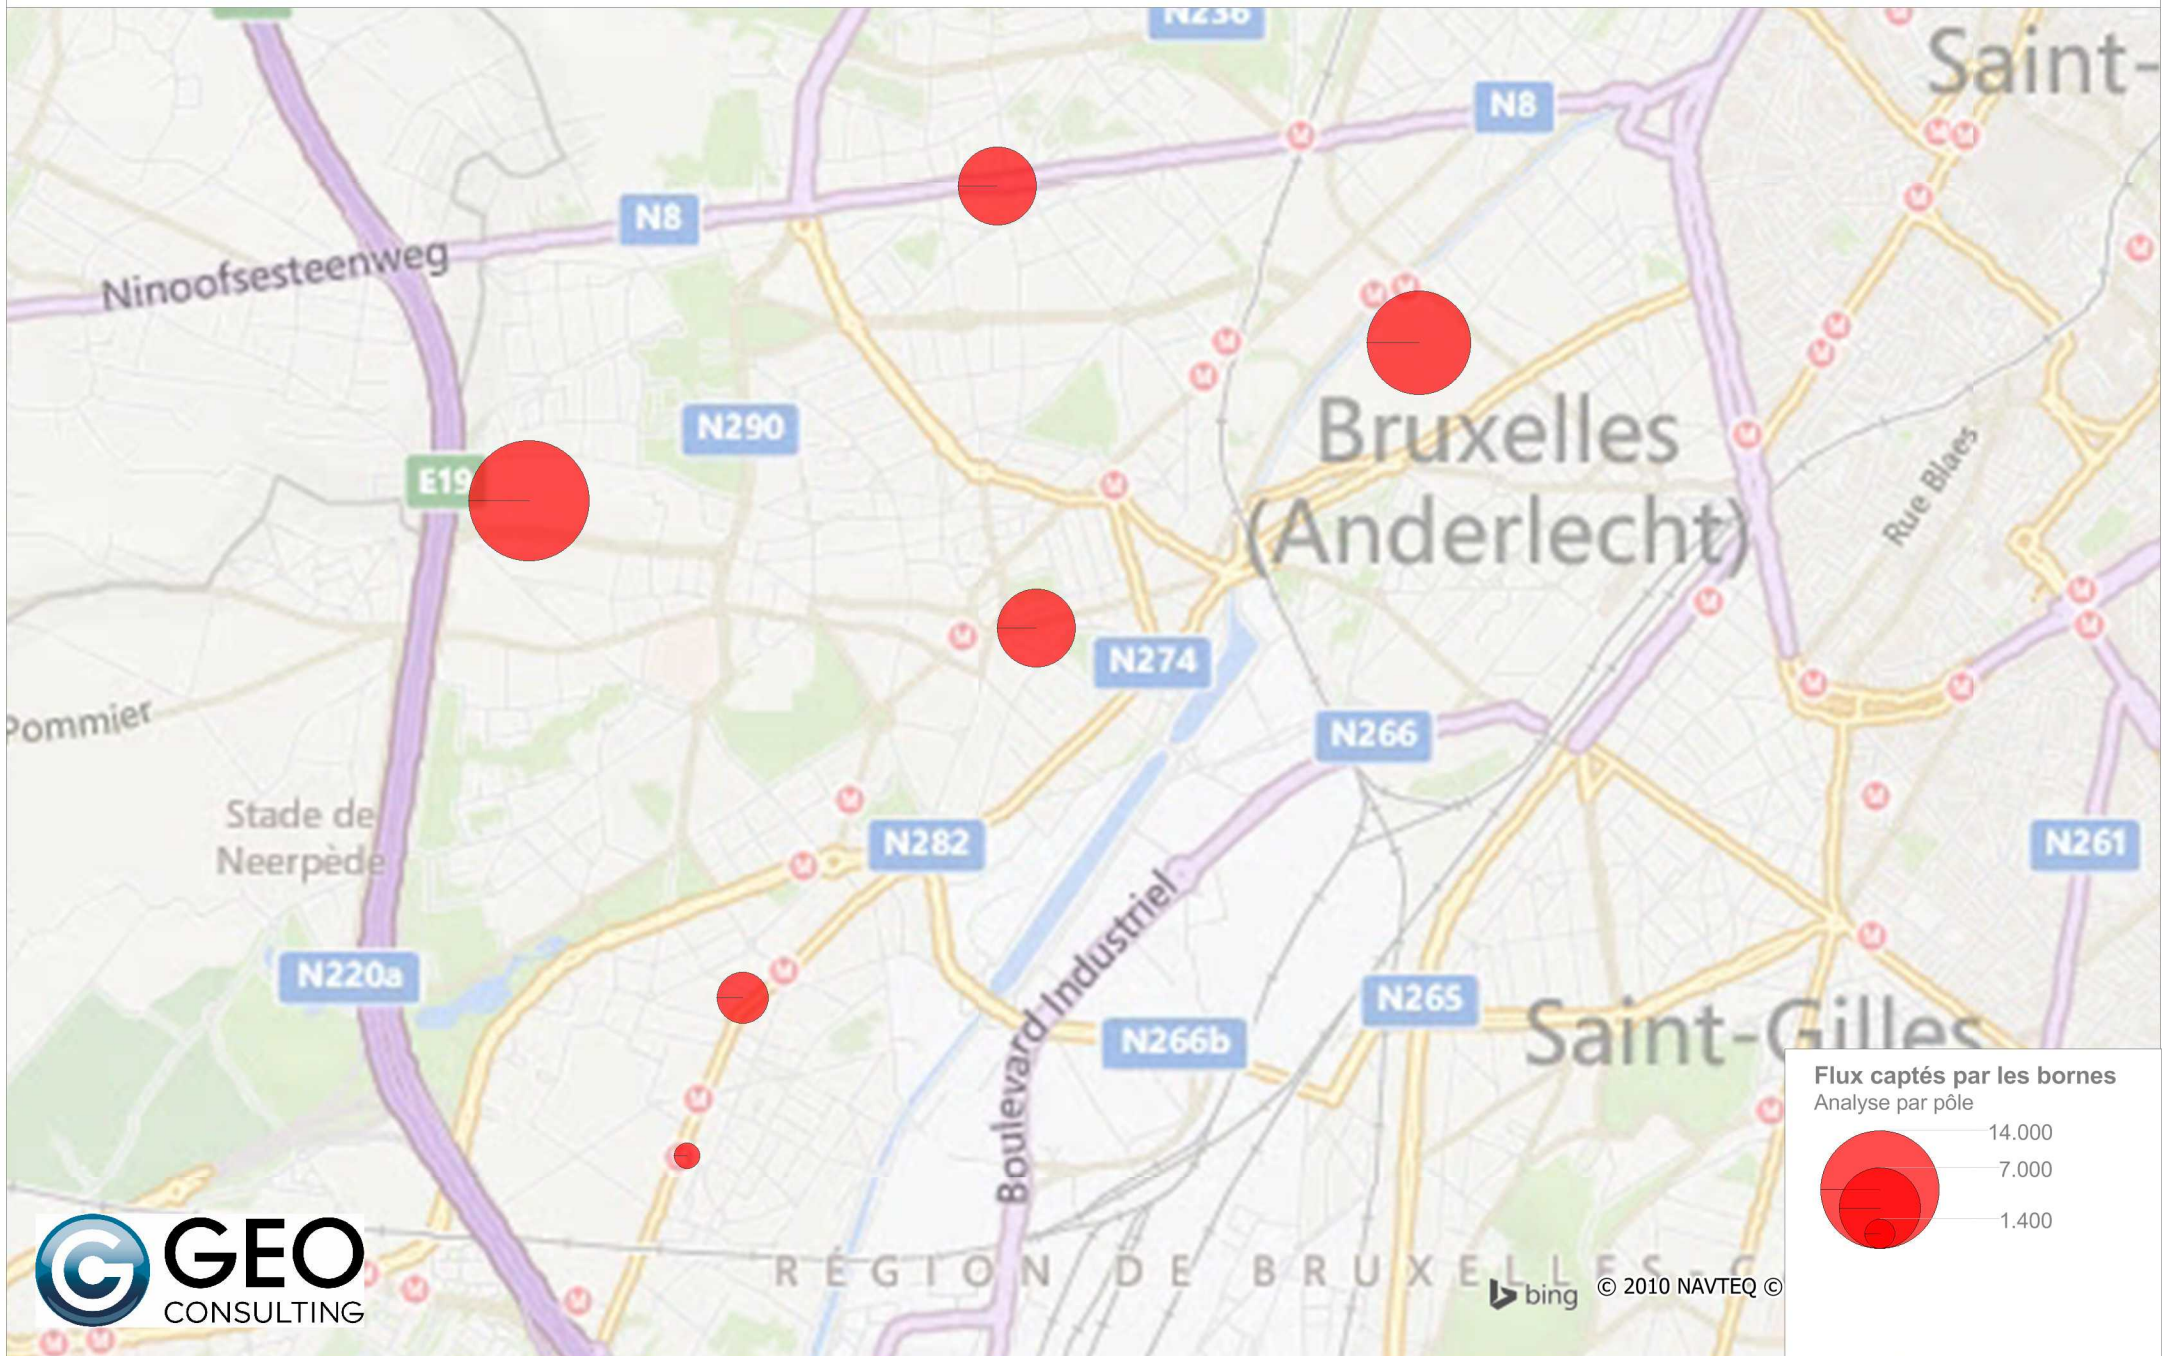 N236
Saint-
N8
N8
Ninoofsesteenweg
N290
Bruxelles
E19
Rue Blaes
(Anderlecht)
N274
Pommier
N266
Stade de
Neerpède
N282
N261
Boulevard Industriel
N220a
N265
Saint-Gilles
N266b
Flux captés par les bornes
Analyse par pôle
14.000
7.000
1.400
GEO
CONSULTING
RÉGION DE BRUXELLES-C
bing
© 2010 NAVTEQ ©